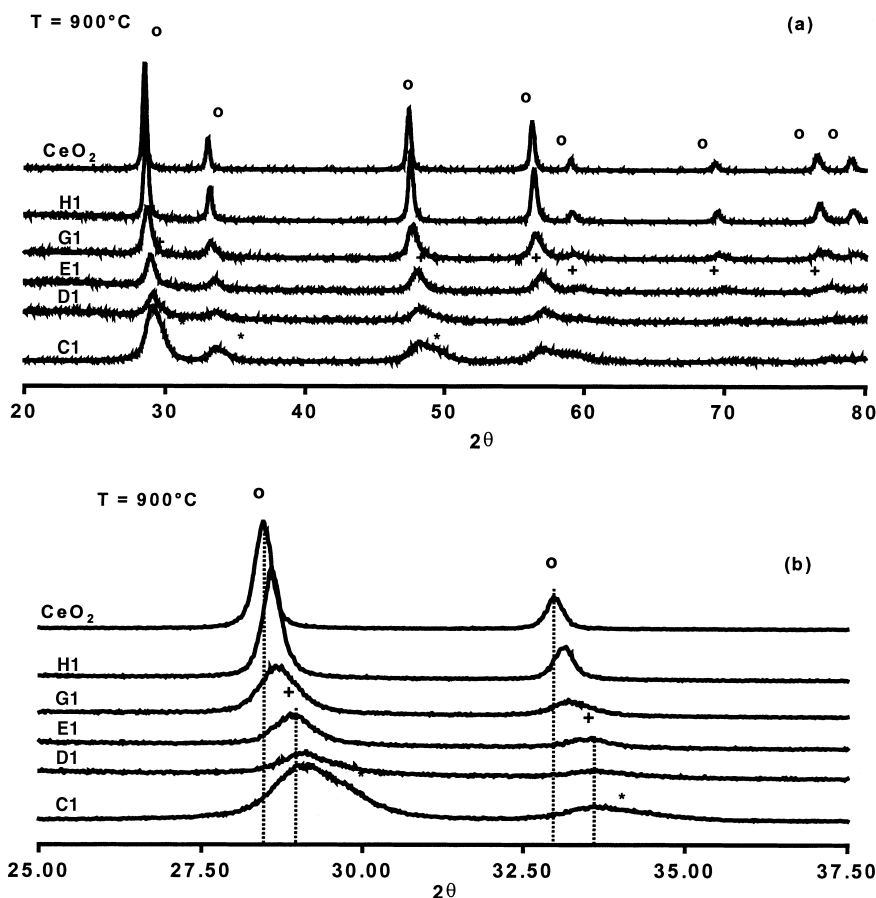 T = 900°C
(a)
CeO2
H1
G1
E1
D1
C1
20 30 40 50 60 70 80
2θ
T = 900°C
(b)
CeO2
H1
G1
E1
D1
C1
25.00 27.50 30.00 32.50 35.00 37.50
2θ